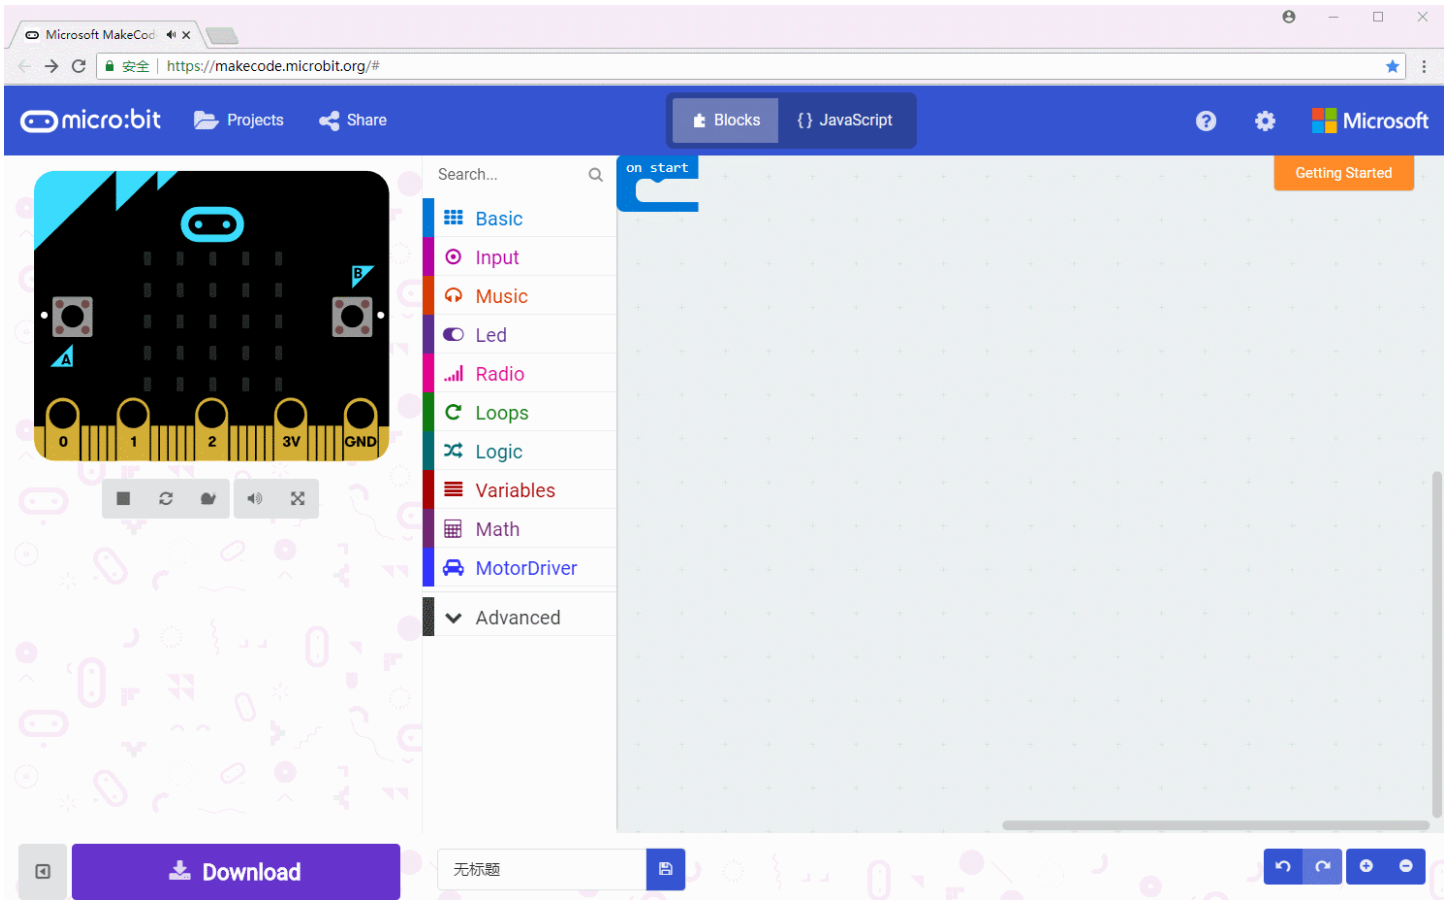 Microsoft MakeCod
安全 | https://makecode.microbit.org/#
micro:bit
Projects
Share
Blocks
{ } JavaScript
Microsoft
Search...
on start
Getting Started
Basic
Input
Music
Led
Radio
Loops
Logic
Variables
Math
MotorDriver
Advanced
B
A
0 1 2 3V GND
Download
无标题